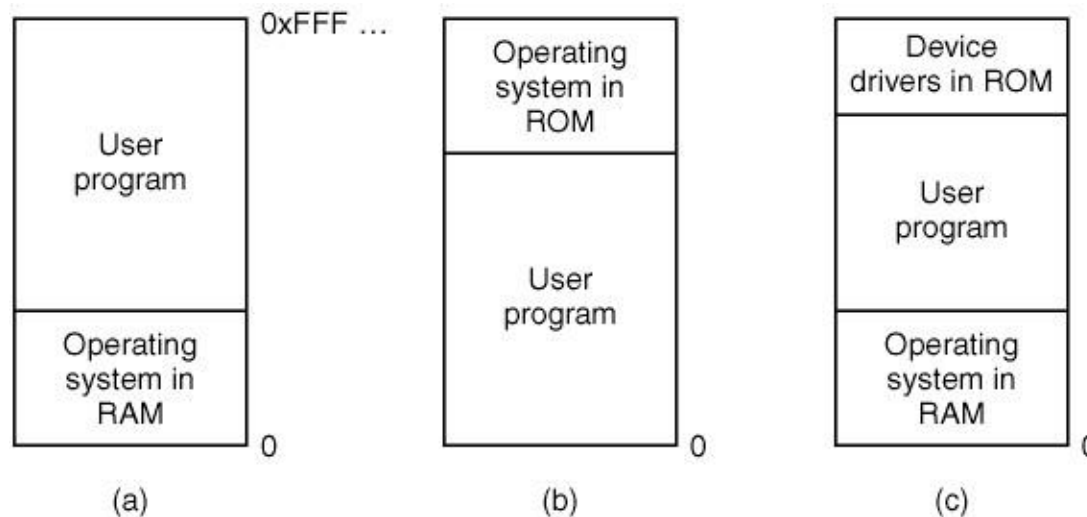 0xFFF ...
User
program
Operating
system in
RAM
0
(a)
Operating
system in
ROM
User
program
0
(b)
Device
drivers in ROM
User
program
Operating
system in
RAM
0
(c)